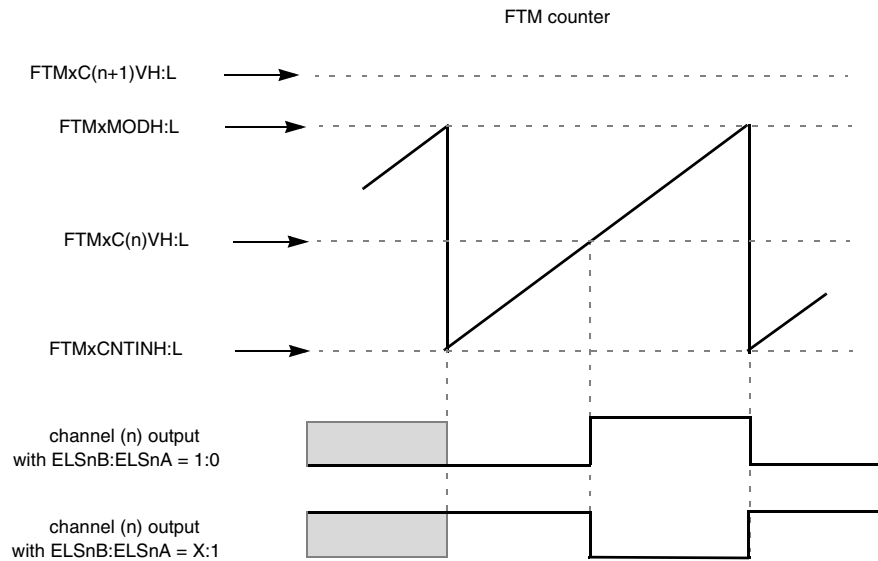 FTM counter
FTMxC(n+1)VH:L
FTMxMODH:L
FTMxC(n)VH:L
FTMxCNTINH:L
channel (n) output
with ELSnB:ELSnA = 1:0
channel (n) output
with ELSnB:ELSnA = X:1